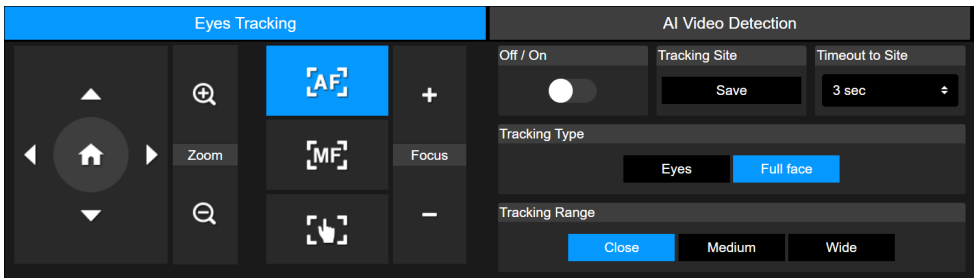 Eyes Tracking
AI Video Detection
AF
MF
Zoom
+
Focus
−
Off / On
Tracking Site
Timeout to Site
Save
3 sec
Tracking Type
Eyes
Full face
Tracking Range
Close
Medium
Wide